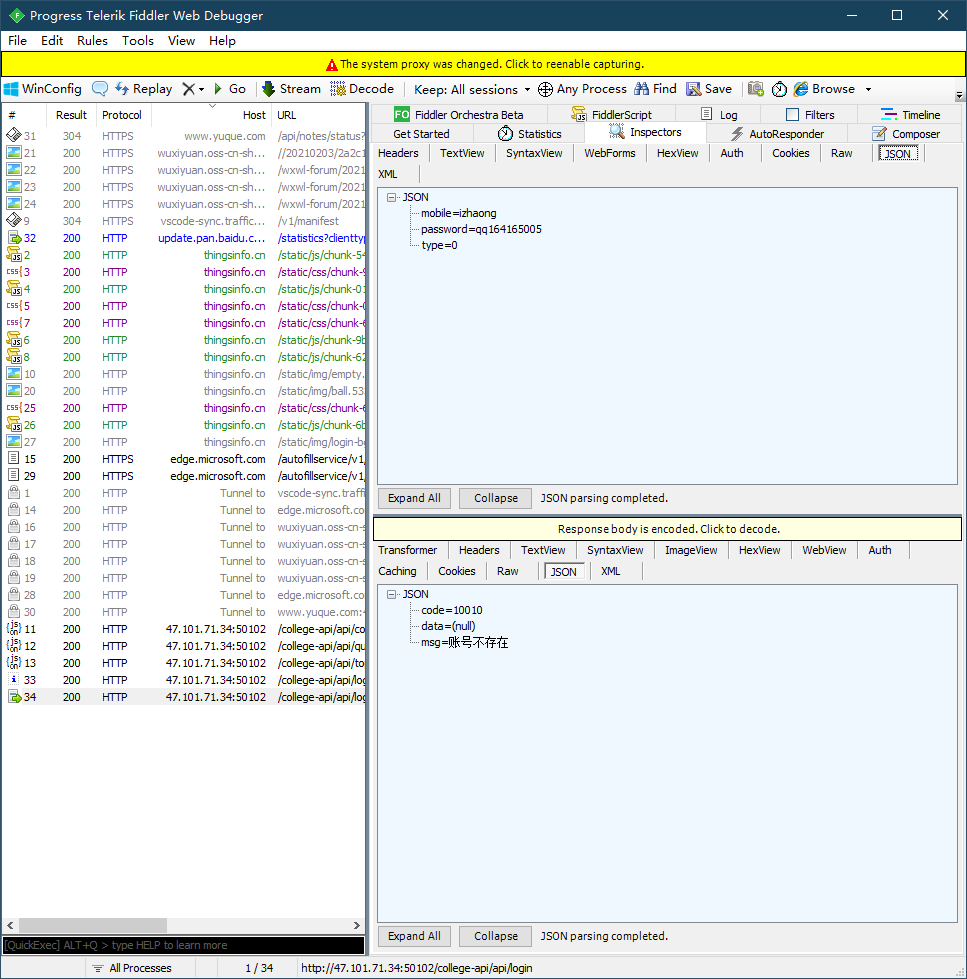 Progress Telerik Fiddler Web Debugger
File Edit Rules Tools View Help
The system proxy was changed. Click to reenable capturing.
WinConfig Replay Go Stream Decode Keep: All sessions Any Process Find Save Browse
# Result Protocol Host URL
31 304 HTTPS www.yuque.com /api/notes/status?
21 200 HTTPS wuxiyuan.oss-cn-sh... //20210203/2a2c1
22 200 HTTPS wuxiyuan.oss-cn-sh... /wxwl-forum/2021
23 200 HTTPS wuxiyuan.oss-cn-sh... /wxwl-forum/2021
24 200 HTTPS wuxiyuan.oss-cn-sh... /wxwl-forum/2021
9 304 HTTPS vscode-sync.traffic... /v1/manifest
32 200 HTTP update.pan.baidu.c... /statistics?clientty
2 200 HTTP thingsinfo.cn /static/js/chunk-54
3 200 HTTP thingsinfo.cn /static/css/chunk-
4 200 HTTP thingsinfo.cn /static/js/chunk-01
5 200 HTTP thingsinfo.cn /static/css/chunk-
7 200 HTTP thingsinfo.cn /static/css/chunk-
6 200 HTTP thingsinfo.cn /static/js/chunk-9b
8 200 HTTP thingsinfo.cn /static/js/chunk-62
10 200 HTTP thingsinfo.cn /static/img/empty.
20 200 HTTP thingsinfo.cn /static/img/ball.53
25 200 HTTP thingsinfo.cn /static/css/chunk-
26 200 HTTP thingsinfo.cn /static/js/chunk-6b
27 200 HTTP thingsinfo.cn /static/img/login-b
15 200 HTTPS edge.microsoft.com /autofillservice/v1/
29 200 HTTPS edge.microsoft.com /autofillservice/v1/
1 200 HTTP Tunnel to vscode-sync.traffi
14 200 HTTP Tunnel to edge.microsoft.com
16 200 HTTP Tunnel to wuxiyuan.oss-cn-s
17 200 HTTP Tunnel to wuxiyuan.oss-cn-s
18 200 HTTP Tunnel to wuxiyuan.oss-cn-s
19 200 HTTP Tunnel to wuxiyuan.oss-cn-s
28 200 HTTP Tunnel to edge.microsoft.com
30 200 HTTP Tunnel to www.yuque.com:
11 200 HTTP 47.101.71.34:50102 /college-api/api/co
12 200 HTTP 47.101.71.34:50102 /college-api/api/qu
13 200 HTTP 47.101.71.34:50102 /college-api/api/to
33 200 HTTP 47.101.71.34:50102 /college-api/api/log
34 200 HTTP 47.101.71.34:50102 /college-api/api/log
[QuickExec] ALT+Q > type HELP to learn more
FO Fiddler Orchestra Beta FiddlerScript Log Filters Timeline
Get Started Statistics Inspectors AutoResponder Composer
Headers TextView SyntaxView WebForms HexView Auth Cookies Raw JSON
XML
JSON
mobile=izhaong
password=qq164165005
type=0
Expand All Collapse JSON parsing completed.
Response body is encoded. Click to decode.
Transformer Headers TextView SyntaxView ImageView HexView WebView Auth
Caching Cookies Raw JSON XML
JSON
code=10010
data=(null)
msg=账号不存在
Expand All Collapse JSON parsing completed.
All Processes 1 / 34 http://47.101.71.34:50102/college-api/api/login